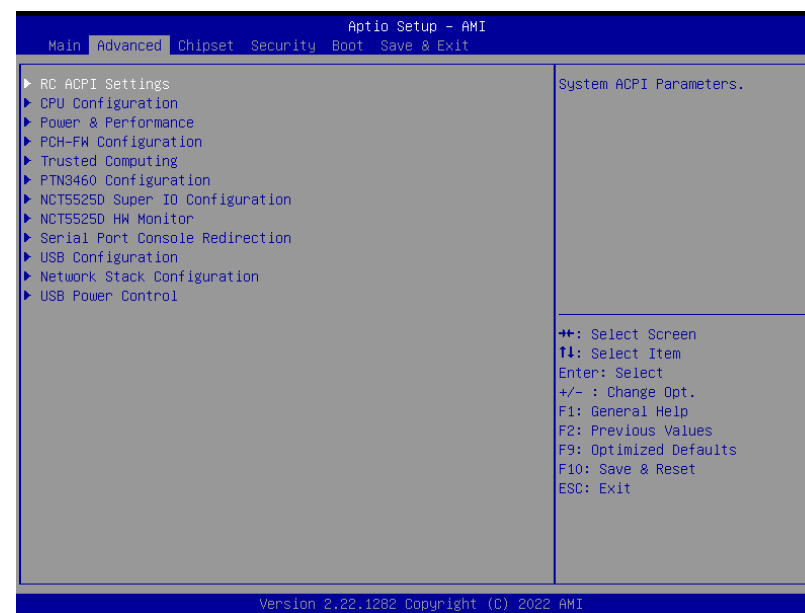 Aptio Setup – AMI
Main Advanced Chipset Security Boot Save & Exit
▶ RC ACPI Settings
▶ CPU Configuration
▶ Power & Performance
▶ PCH-FW Configuration
▶ Trusted Computing
▶ PTN3460 Configuration
▶ NCT5525D Super IO Configuration
▶ NCT5525D HW Monitor
▶ Serial Port Console Redirection
▶ USB Configuration
▶ Network Stack Configuration
▶ USB Power Control
System ACPI Parameters.
→←: Select Screen
↑↓: Select Item
Enter: Select
+/- : Change Opt.
F1: General Help
F2: Previous Values
F9: Optimized Defaults
F10: Save & Reset
ESC: Exit
Version 2.22.1282 Copyright (C) 2022 AMI